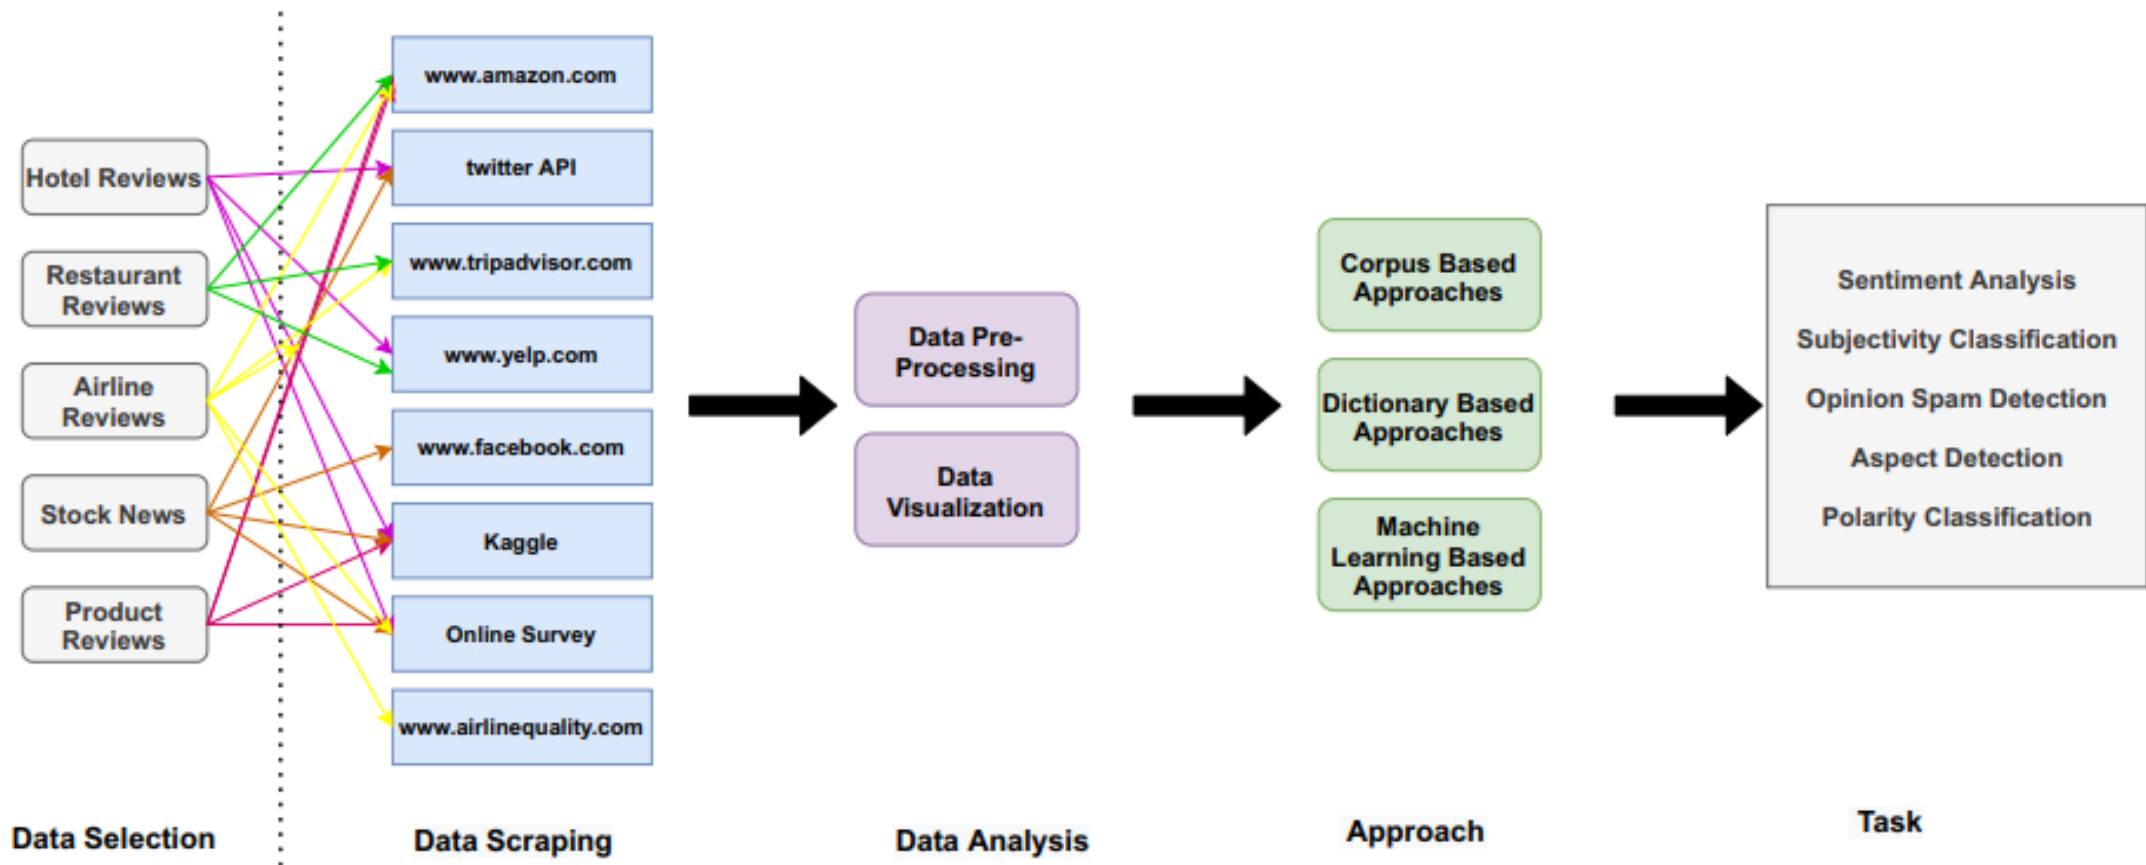 Hotel Reviews
Restaurant
Reviews
Airline
Reviews
Stock News
Product
Reviews
Data Selection
www.amazon.com
twitter API
www.tripadvisor.com
www.yelp.com
www.facebook.com
Kaggle
Online Survey
www.airlinequality.com
Data Scraping
Data Pre-
Processing
Data
Visualization
Data Analysis
Corpus Based
Approaches
Dictionary Based
Approaches
Machine
Learning Based
Approaches
Approach
Sentiment Analysis
Subjectivity Classification
Opinion Spam Detection
Aspect Detection
Polarity Classification
Task